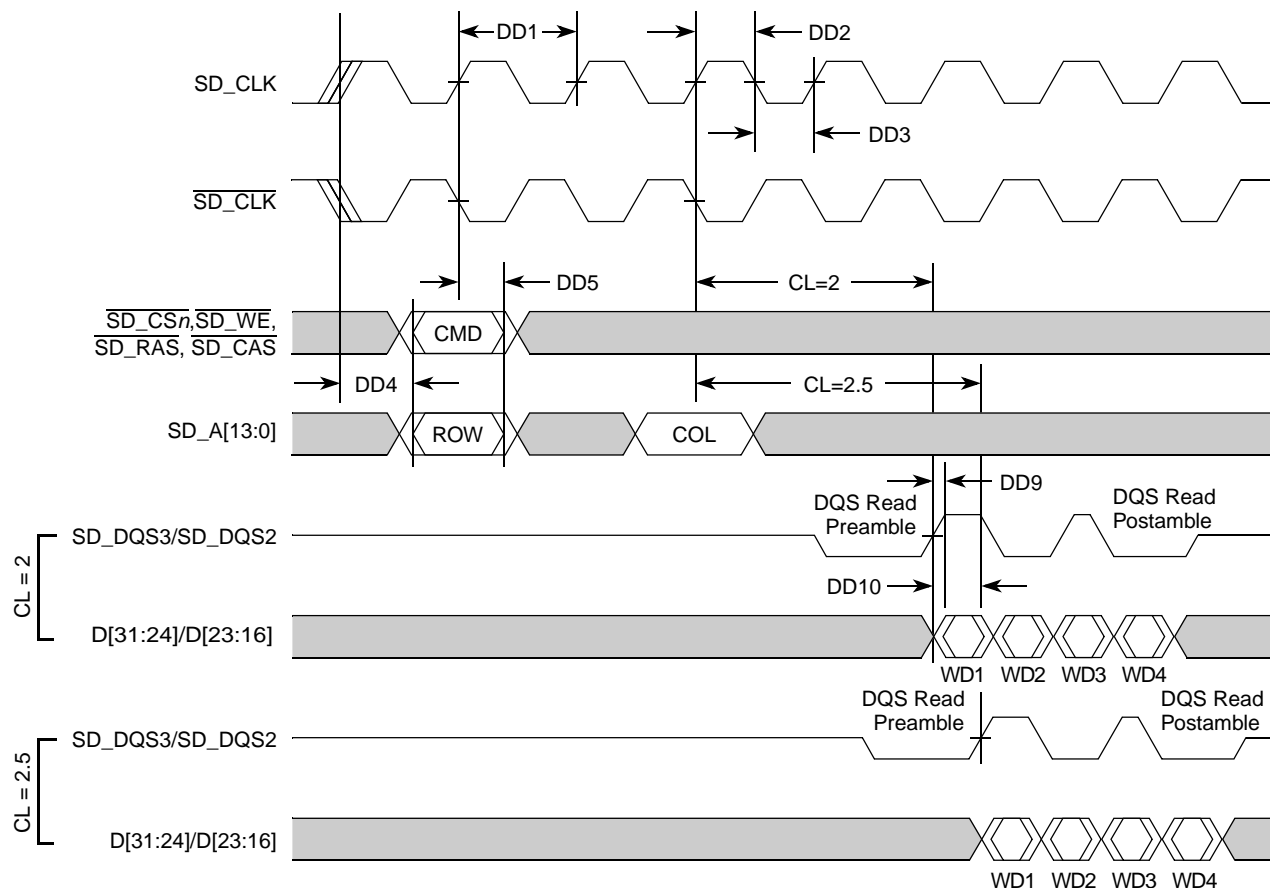 DD1
DD2
SD_CLK
DD3
SD_CLK
DD5
CL=2
SD_CSn,SD_WE,
SD_RAS, SD_CAS
CMD
DD4
CL=2.5
SD_A[13:0]
ROW
COL
DD9
DQS Read
Preamble
DQS Read
Postamble
SD_DQS3/SD_DQS2
CL = 2
DD10
D[31:24]/D[23:16]
WD1 WD2 WD3 WD4
DQS Read
Preamble
DQS Read
Postamble
SD_DQS3/SD_DQS2
CL = 2.5
D[31:24]/D[23:16]
WD1 WD2 WD3 WD4